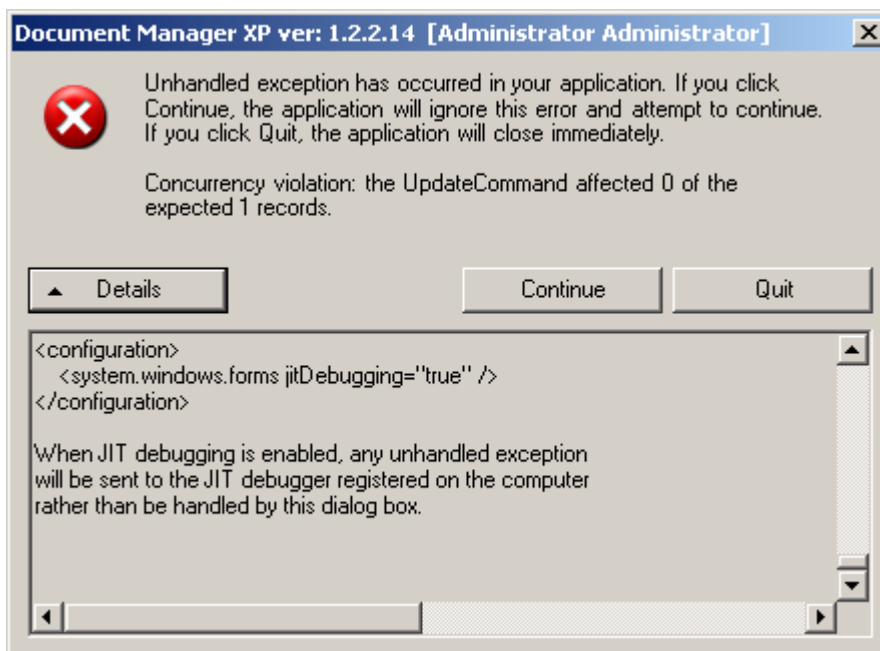 Document Manager XP ver: 1.2.2.14 [Administrator Administrator]
Unhandled exception has occurred in your application. If you click
Continue, the application will ignore this error and attempt to continue.
If you click Quit, the application will close immediately.
Concurrency violation: the UpdateCommand affected 0 of the
expected 1 records.
Details Continue Quit
<configuration>
<system.windows.forms jitDebugging="true" />
</configuration>
When JIT debugging is enabled, any unhandled exception
will be sent to the JIT debugger registered on the computer
rather than be handled by this dialog box.